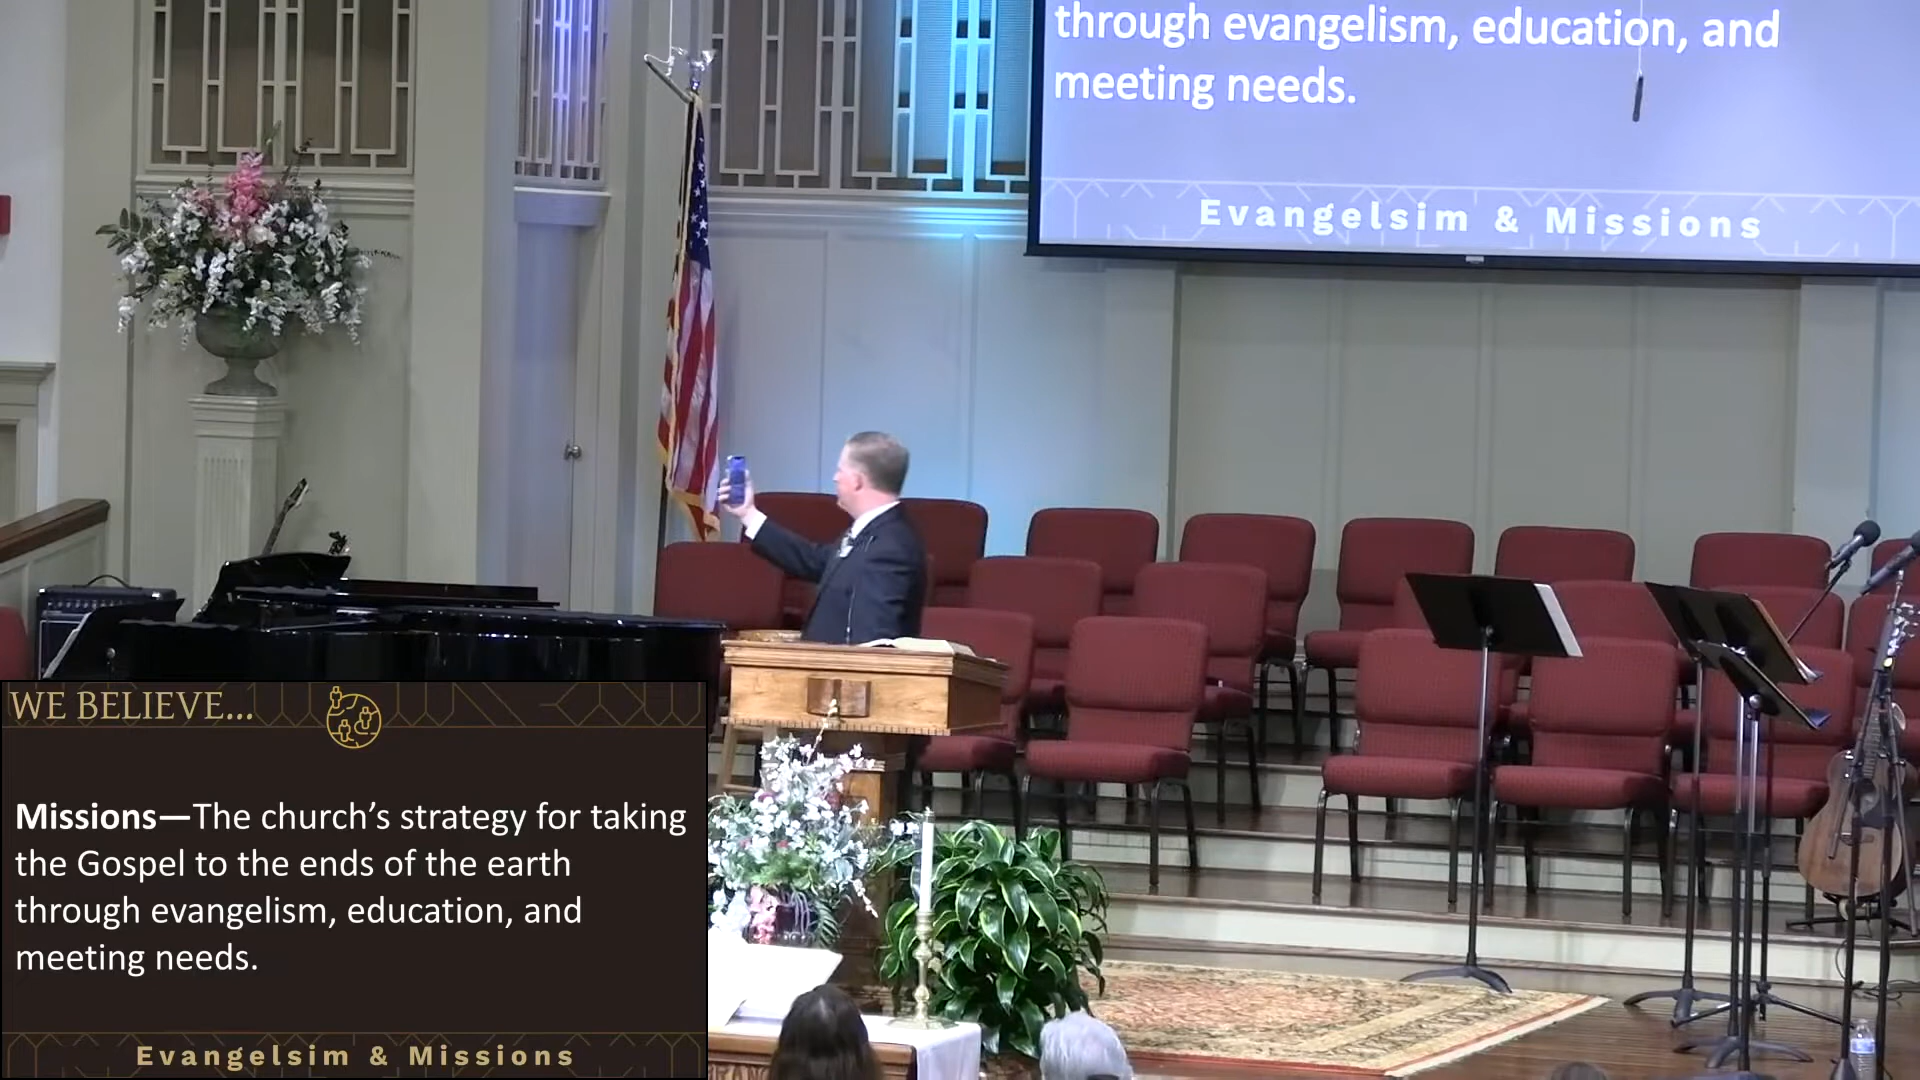 through evangelism, education, and
meeting needs.
Evangelsim & Missions
WE BELIEVE...
Missions—The church's strategy for taking
the Gospel to the ends of the earth
through evangelism, education, and
meeting needs.
Evangelsim & Missions